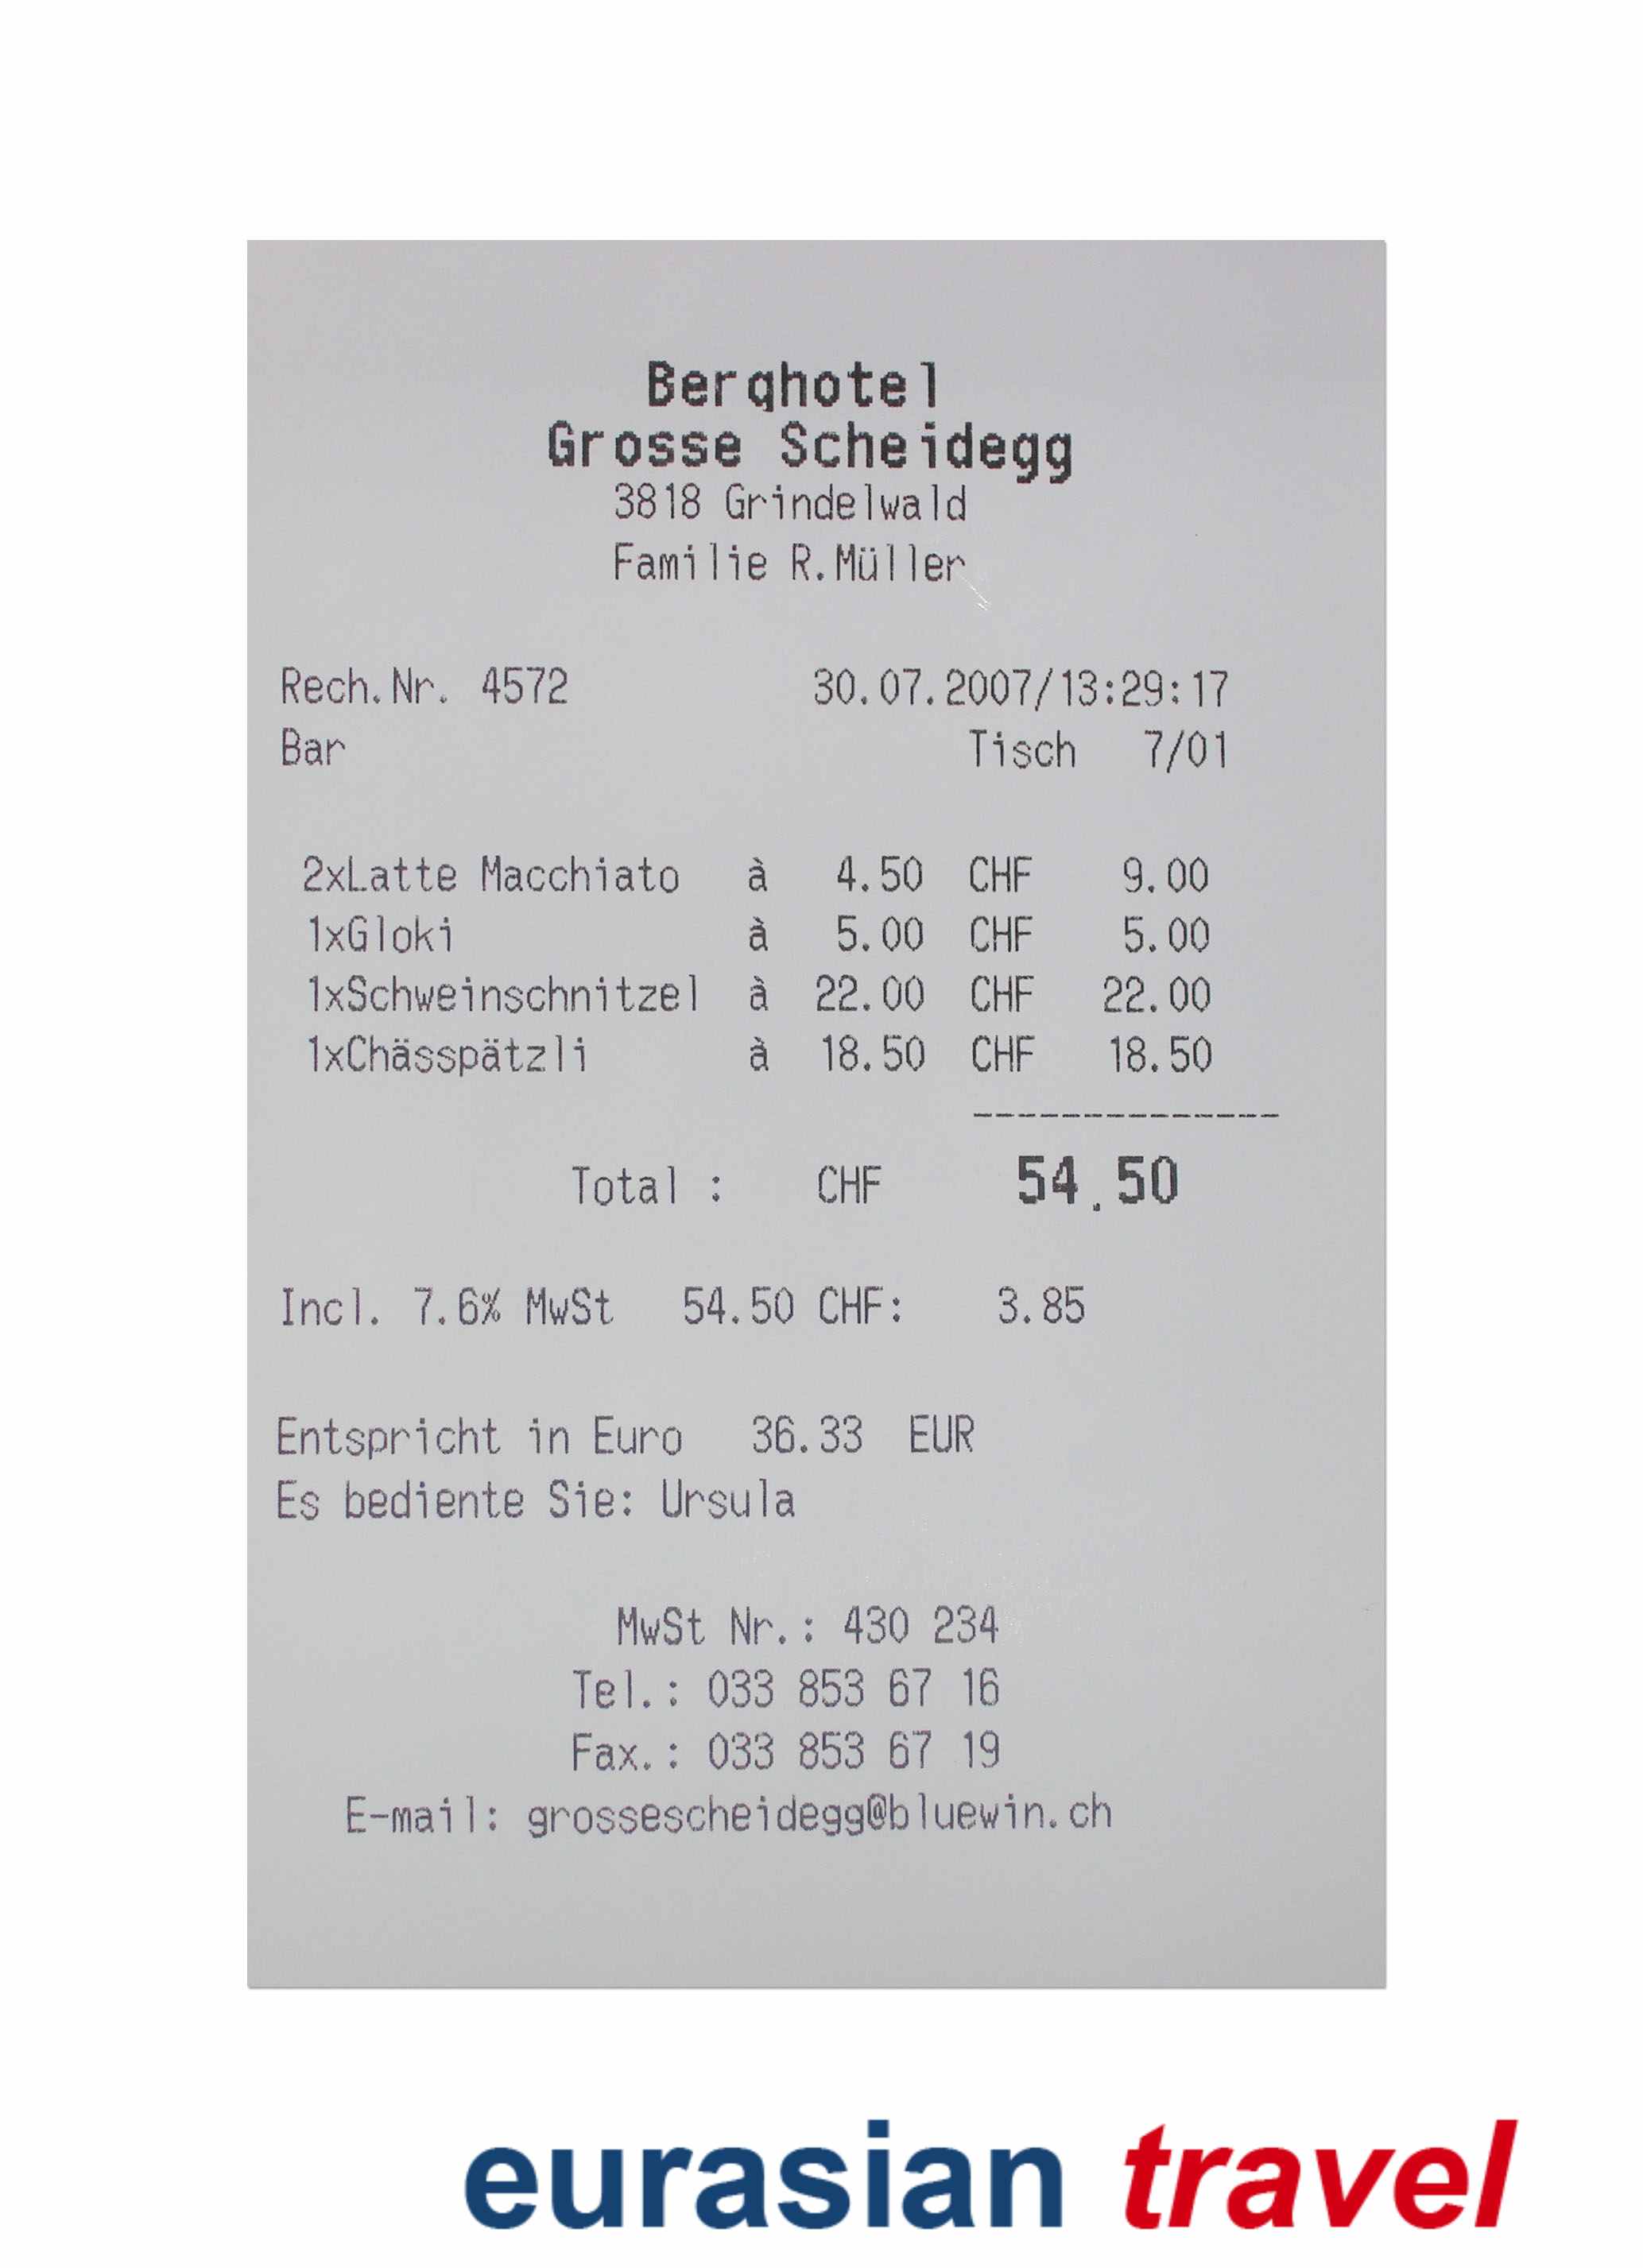 Berghotel
Grosse Scheidegg
3818 Grindelwald
Familie R.Müller
Rech.Nr. 4572 30.07.2007/13:29:17
Bar Tisch 7/01
2xLatte Macchiato à 4.50 CHF 9.00
1xGloki à 5.00 CHF 5.00
1xSchweinschnitzel à 22.00 CHF 22.00
1xChässpätzli à 18.50 CHF 18.50
--------------
Total : CHF 54.50
Incl. 7.6% MwSt 54.50 CHF: 3.85
Entspricht in Euro 36.33 EUR
Es bediente Sie: Ursula
MwSt Nr.: 430 234
Tel.: 033 853 67 16
Fax.: 033 853 67 19
E-mail: grossescheidegg@bluewin.ch
eurasian travel